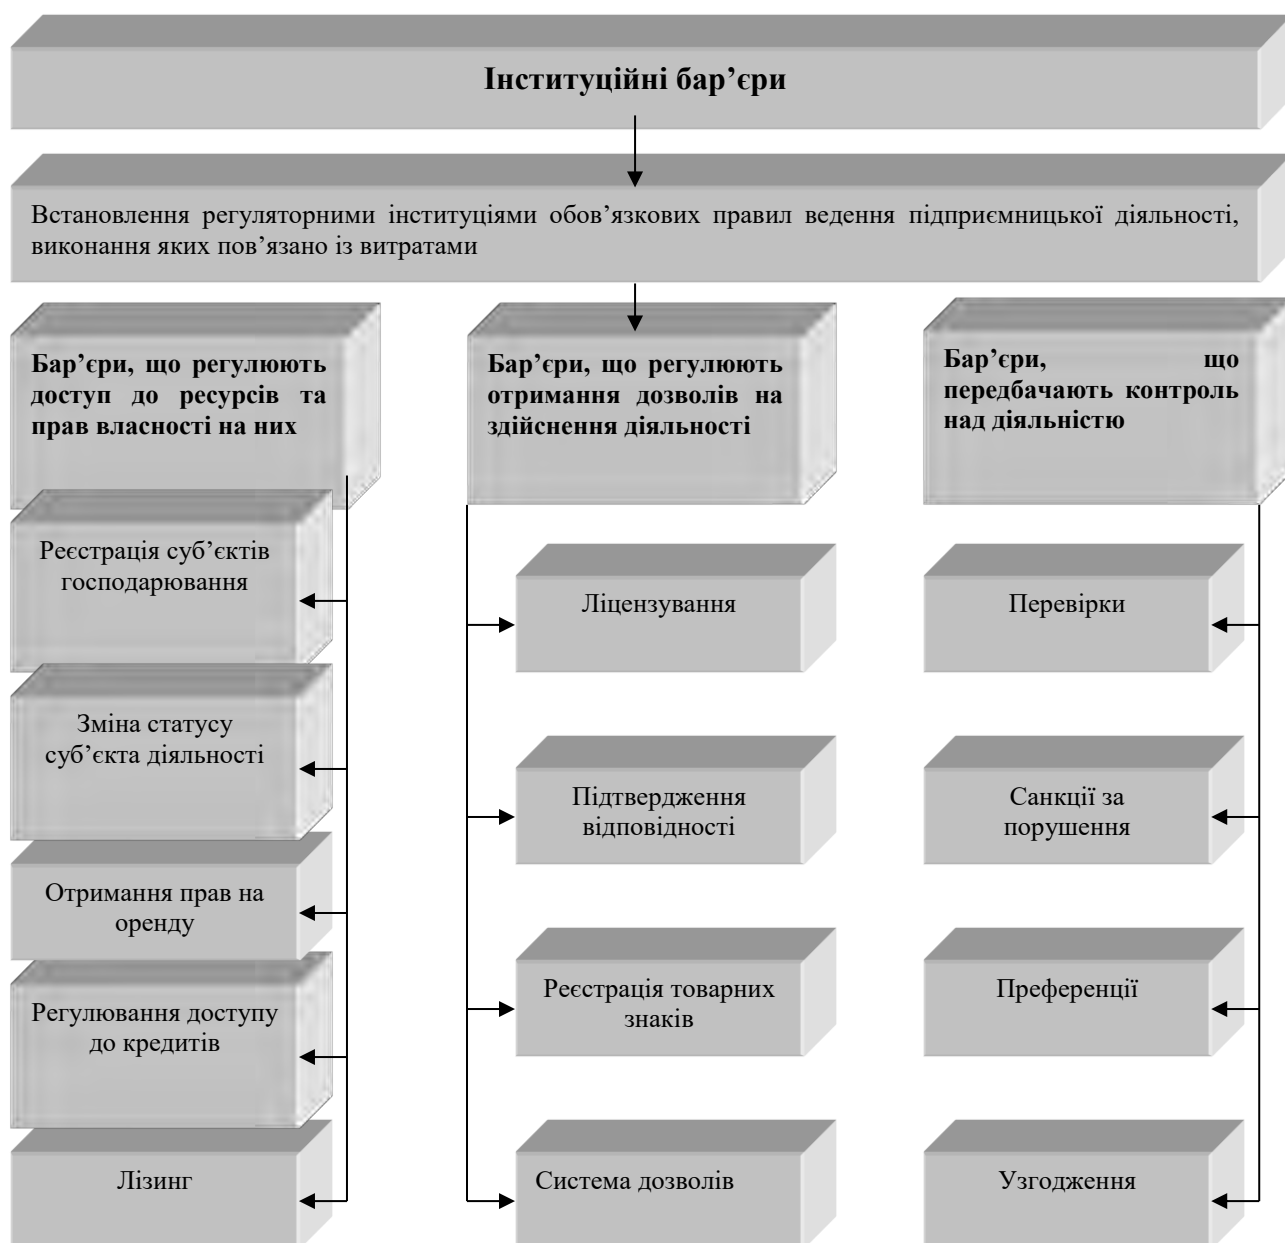 Інституційні бар’єри
Встановлення регуляторними інституціями обов’язкових правил ведення підприємницької діяльності,
виконання яких пов’язано із витратами
Бар’єри, що регулюють
доступ до ресурсів та
прав власності на них
Реєстрація суб’єктів
господарювання
Зміна статусу
суб’єкта діяльності
Отримання прав на
оренду
Регулювання доступу
до кредитів
Лізинг
Бар’єри, що регулюють
отримання дозволів на
здійснення діяльності
Ліцензування
Підтвердження
відповідності
Реєстрація товарних
знаків
Система дозволів
Бар’єри, що
передбачають контроль
над діяльністю
Перевірки
Санкції за
порушення
Преференції
Узгодження